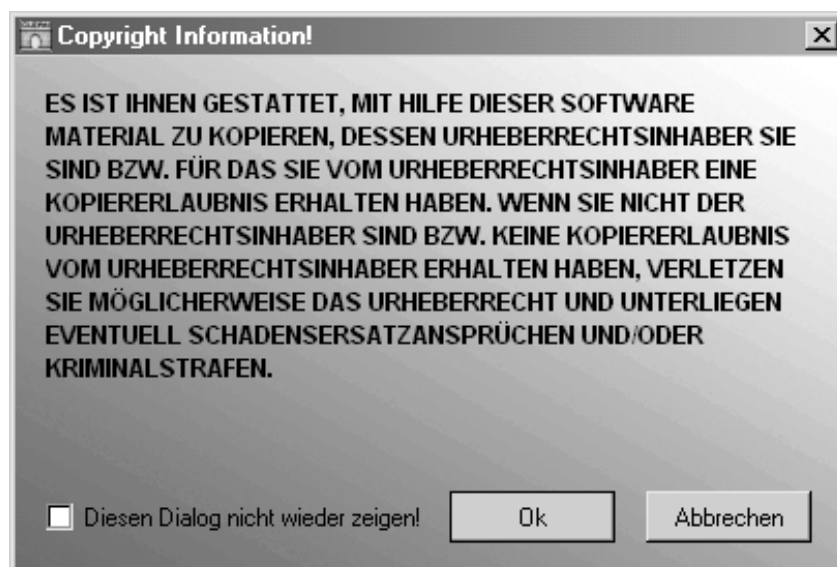 Copyright Information!
ES IST IHNEN GESTATTET, MIT HILFE DIESER SOFTWARE
MATERIAL ZU KOPIEREN, DESSEN URHEBERRECHTSINHABER SIE
SIND BZW. FÜR DAS SIE VOM URHEBERRECHTSINHABER EINE
KOPIERERLAUBNIS ERHALTEN HABEN. WENN SIE NICHT DER
URHEBERRECHTSINHABER SIND BZW. KEINE KOPIERERLAUBNIS
VOM URHEBERRECHTSINHABER ERHALTEN HABEN, VERLETZEN
SIE MÖGLICHERWEISE DAS URHEBERRECHT UND UNTERLIEGEN
EVENTUELL SCHADENSERSATZANSPRÜCHEN UND/ODER
KRIMINALSTRAFEN.
Diesen Dialog nicht wieder zeigen!
Ok
Abbrechen